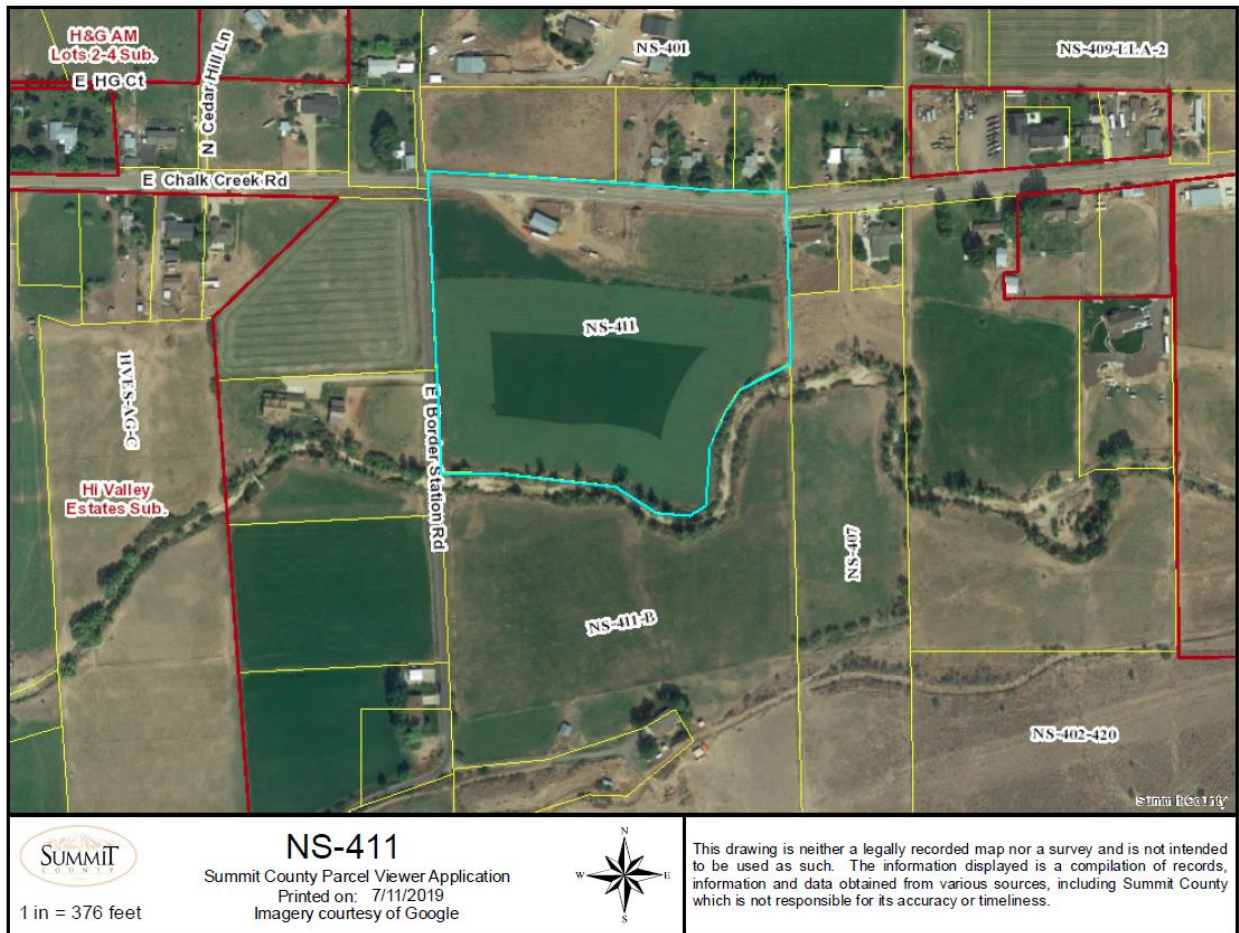 H&G AM
Lots 2-4 Sub.
E HG Ct
N Cedar Hill Ln
NS-401
NS-409-LLA-2
E Chalk Creek Rd
NS-411
HVES-AG-C
E Border Station Rd
Hi Valley
Estates Sub.
NS-407
NS-411-B
NS-402-420
Summit County
SUMMIT
COUNTY
1 in = 376 feet
NS-411
Summit County Parcel Viewer Application
Printed on: 7/11/2019
Imagery courtesy of Google
N
W
E
S
This drawing is neither a legally recorded map nor a survey and is not intended
to be used as such. The information displayed is a compilation of records,
information and data obtained from various sources, including Summit County
which is not responsible for its accuracy or timeliness.